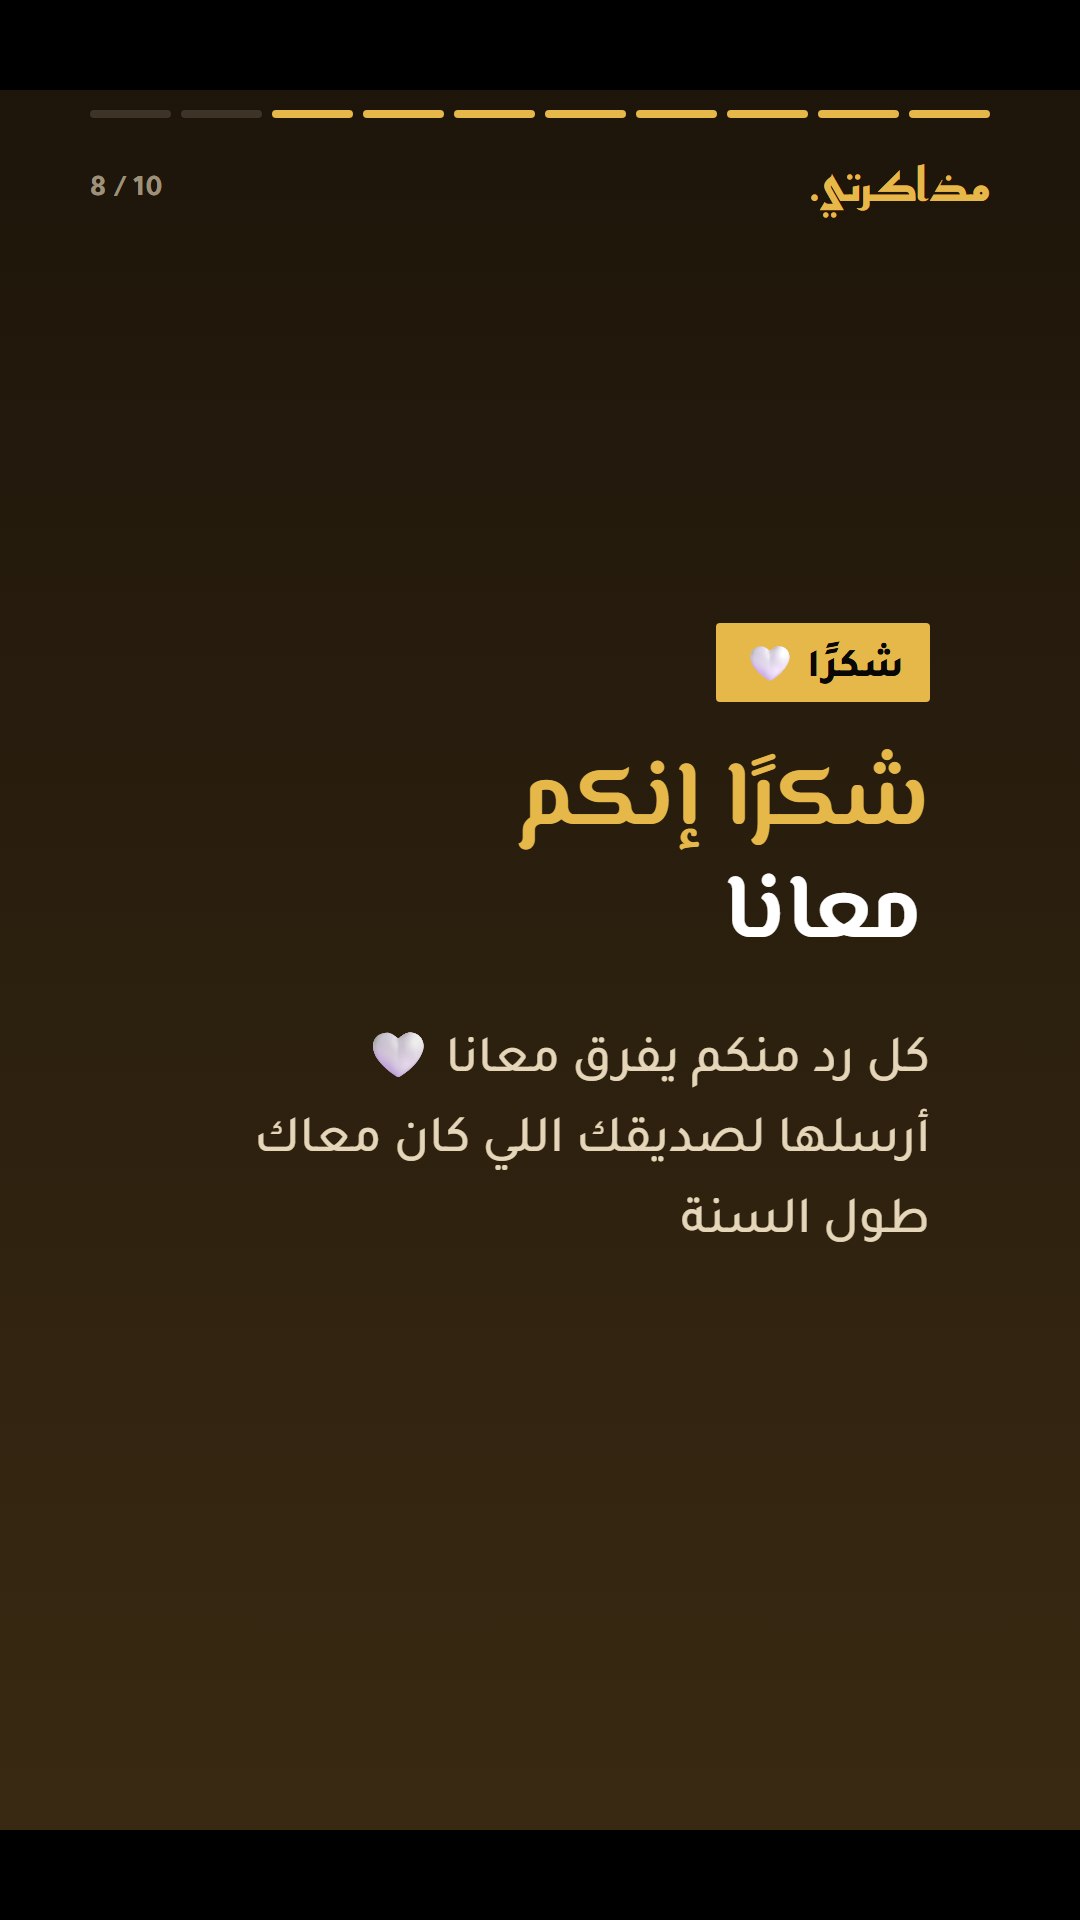 مذاكرتي.
8 / 10
شكرًا 🤍
شكرًا إنكم
معانا
كل رد منكم يفرق معانا 🤍
أرسلها لصديقك اللي كان معاك
طول السنة